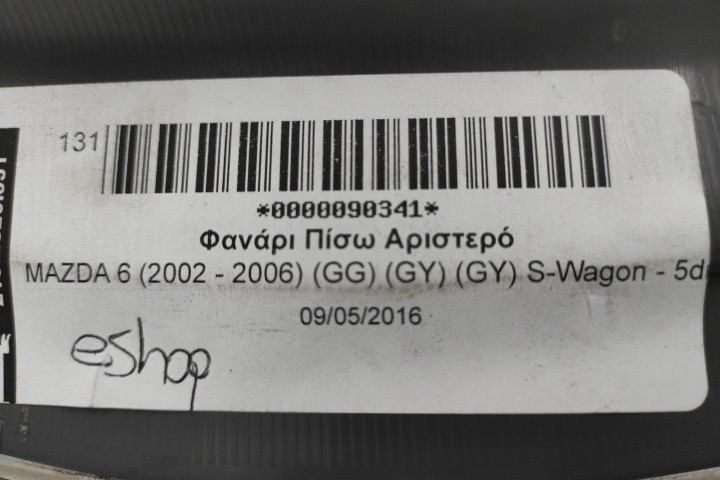 131
*0000090341*
Φανάρι Πίσω Αριστερό
MAZDA 6 (2002 - 2006) (GG) (GY) (GY) S-Wagon - 5d
09/05/2016
eshop